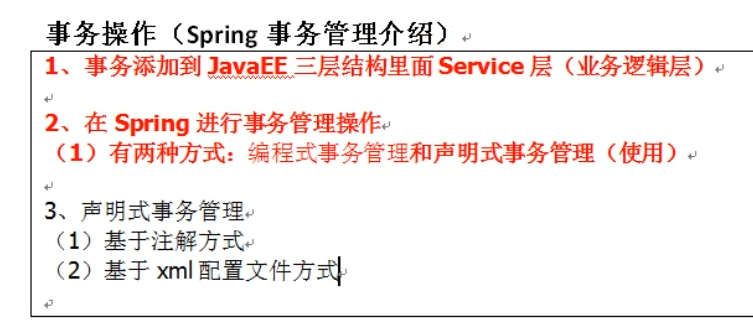 事务操作（Spring 事务管理介绍）
1、事务添加到 JavaEE 三层结构里面 Service 层（业务逻辑层）
2、在 Spring 进行事务管理操作
（1）有两种方式：编程式事务管理和声明式事务管理（使用）
3、声明式事务管理
（1）基于注解方式
（2）基于 xml 配置文件方式